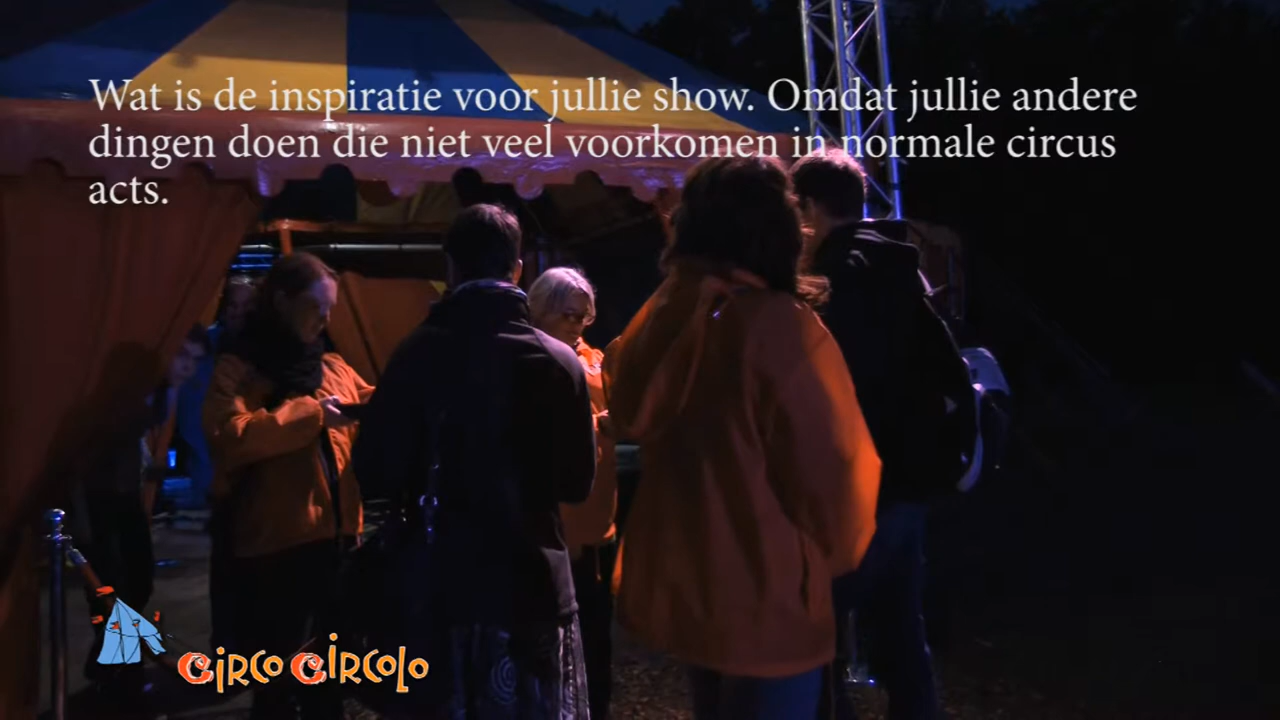 Wat is de inspiratie voor jullie show. Omdat jullie andere
dingen doen die niet veel voorkomen in normale circus
acts.
CIRCO CIRCOLO